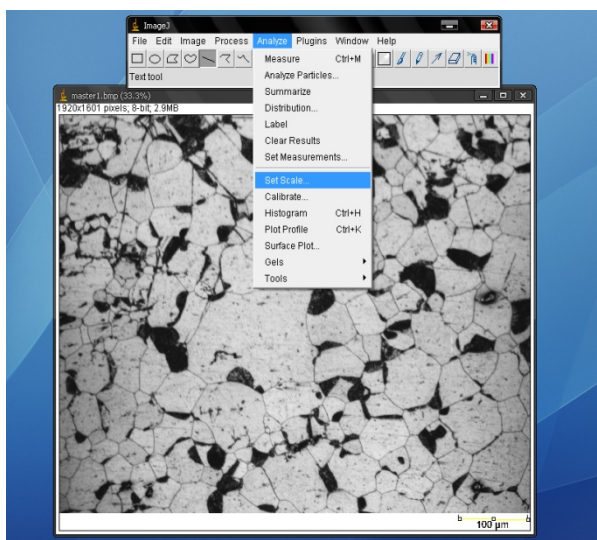 ImageJ
File Edit Image Process Analyze Plugins Window Help
Text tool
Measure Ctrl+M
Analyze Particles...
Summarize
Distribution...
Label
Clear Results
Set Measurements...
Set Scale...
Calibrate...
Histogram Ctrl+H
Plot Profile Ctrl+K
Surface Plot...
Gels
Tools
master1.bmp (33.3%)
1920x1601 pixels; 8-bit; 2.9MB
100 µm